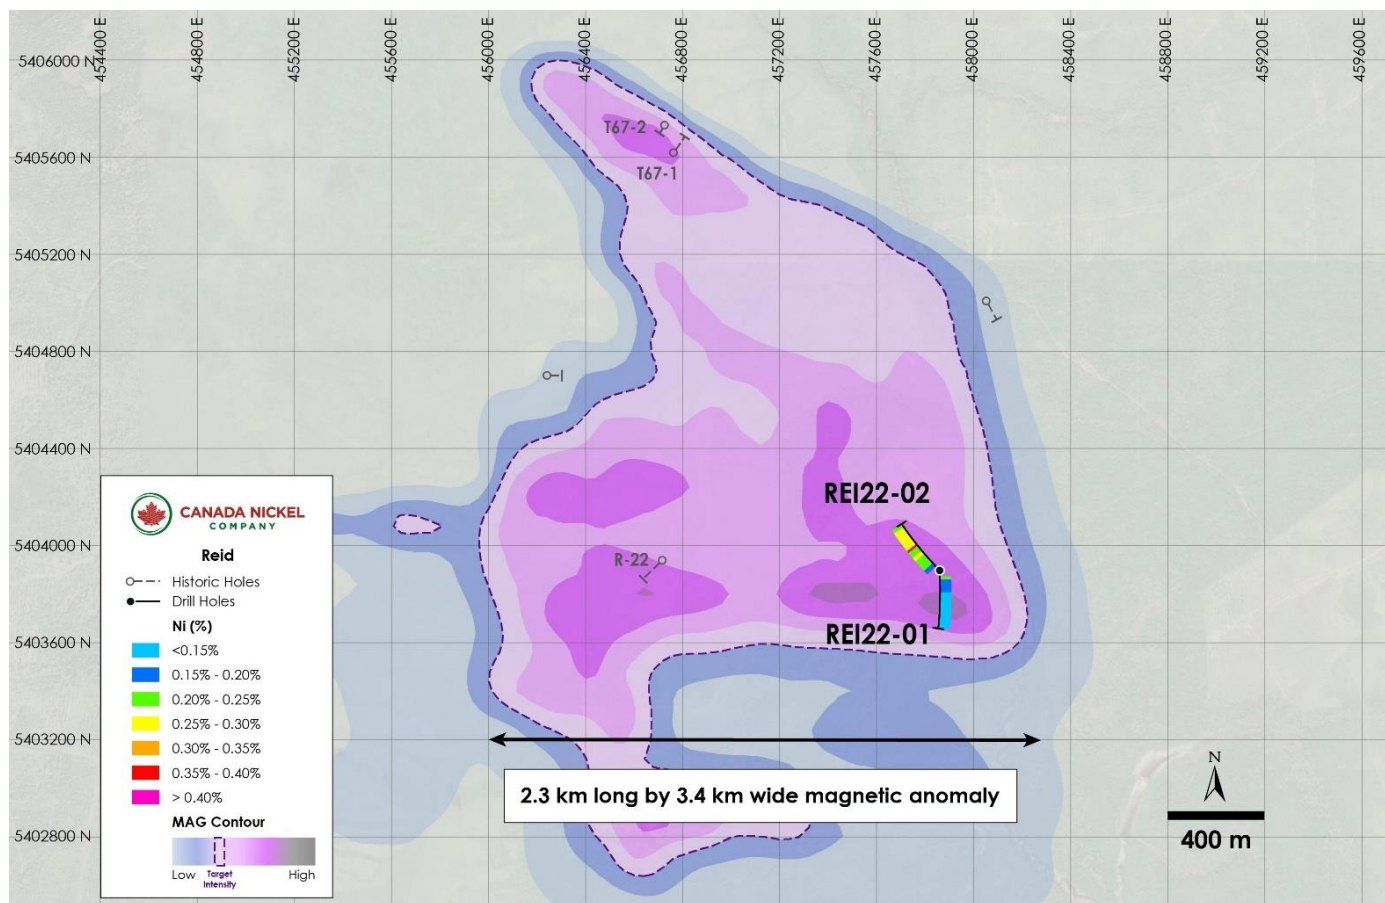 454400 E
454800 E
455200 E
455600 E
456000 E
456400 E
456800 E
457200 E
457600 E
458000 E
458400 E
458800 E
459200 E
459600 E
5406000 N
5405600 N
5405200 N
5404800 N
5404400 N
5404000 N
5403600 N
5403200 N
5402800 N
T67-2
T67-1
REI22-02
R-22
REI22-01
CANADA NICKEL
COMPANY
Reid
Historic Holes
Drill Holes
Ni (%)
<0.15%
0.15% - 0.20%
0.20% - 0.25%
0.25% - 0.30%
0.30% - 0.35%
0.35% - 0.40%
> 0.40%
MAG Contour
Low
Target
Intensity
High
2.3 km long by 3.4 km wide magnetic anomaly
N
400 m